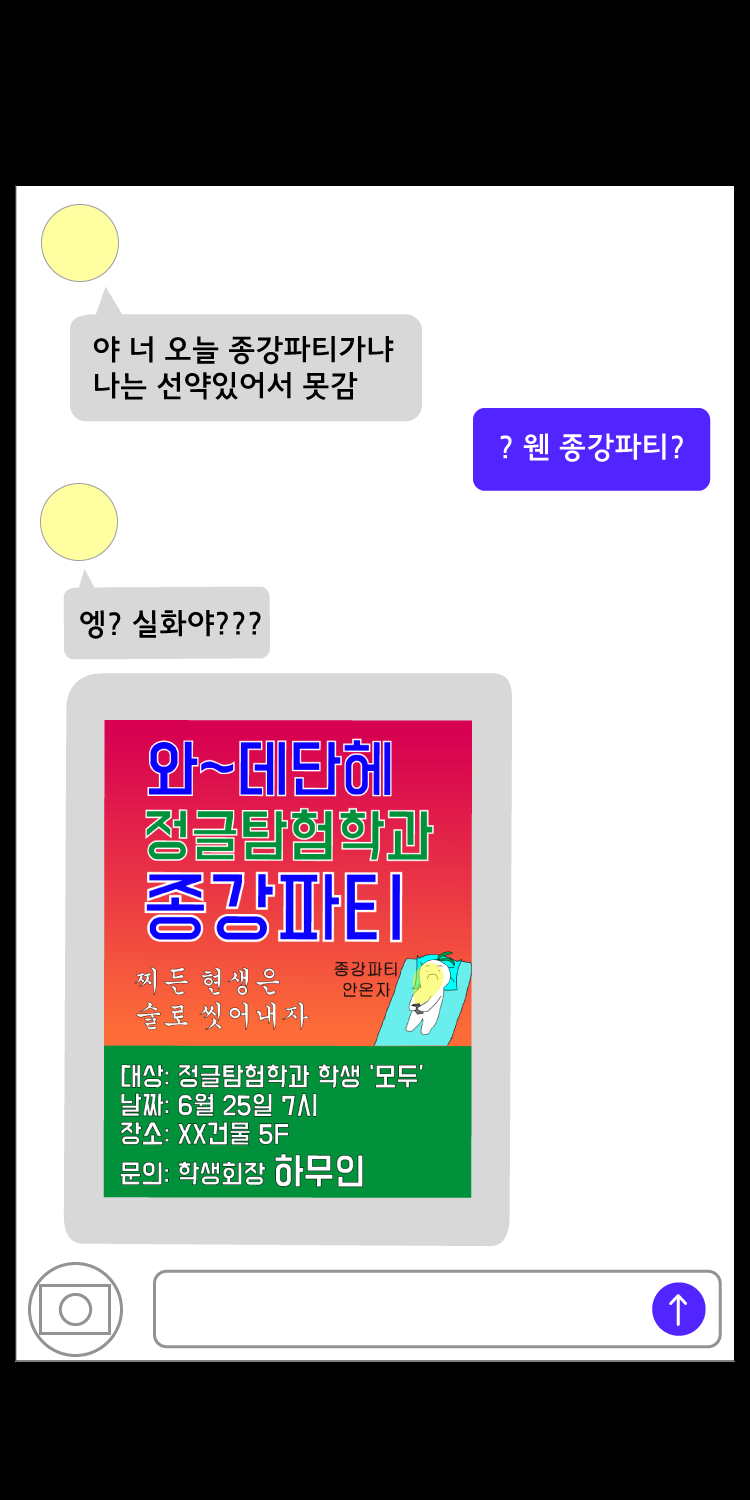 야 너 오늘 종강파티가냐
나는 선약있어서 못감
? 웬 종강파티?
엥? 실화야???
와~데단헤
정글탐험학과
종강파티
찌든 현생은
술로 씻어내자
종강파티
안온자
대상: 정글탐험학과 학생 '모두'
날짜: 6월 25일 7시
장소: XX건물 5F
문의: 학생회장 하무인